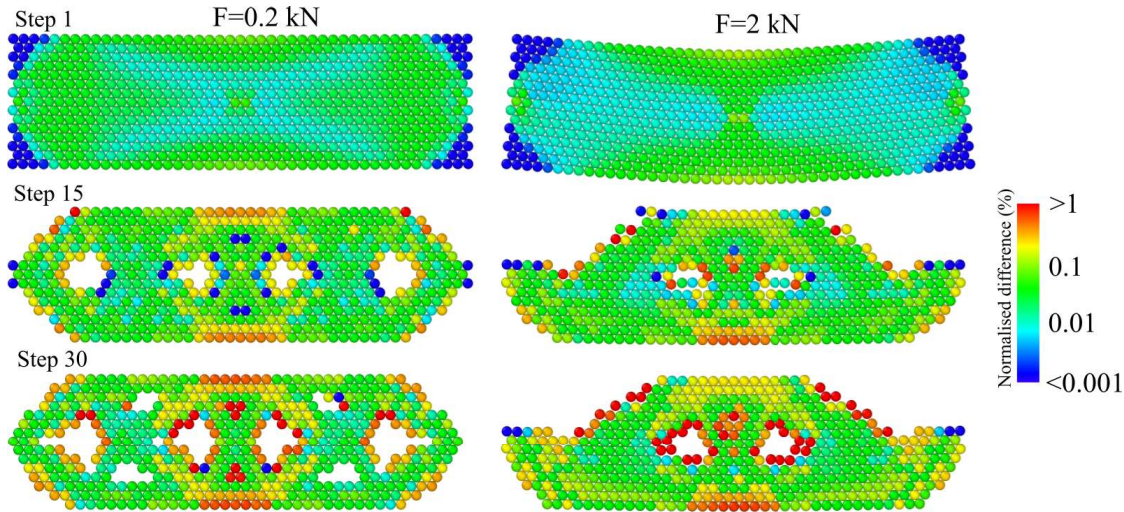 F=0.2 kN
F=2 kN
Step 1
Step 15
Step 30
Normalised difference (%)
>1
0.1
0.01
<0.001